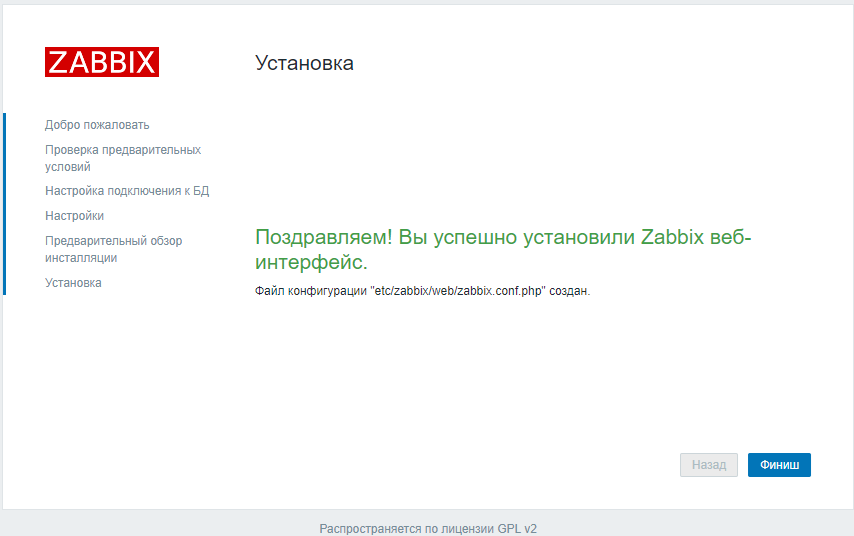 ZABBIX
Установка
Добро пожаловать
Проверка предварительных
условий
Настройка подключения к БД
Настройки
Предварительный обзор
инсталляции
Установка
Поздравляем! Вы успешно установили Zabbix веб-
интерфейс.
Файл конфигурации "etc/zabbix/web/zabbix.conf.php" создан.
Назад
Финиш
Распространяется по лицензии GPL v2